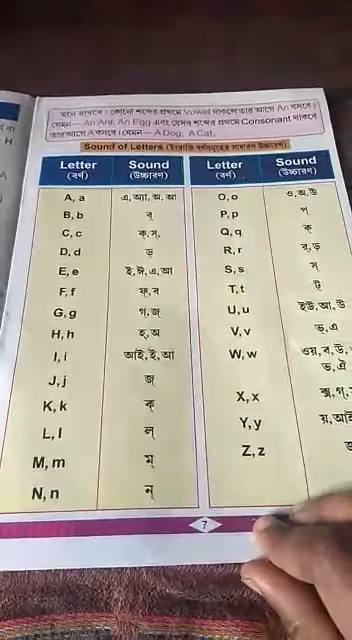 মনে রাখবে : কোনো শব্দের প্রথমে Vowel থাকলে তার আগে An বসবে।
যেমন— An Ant, An Egg এবং যেসব শব্দের প্রথমে Consonant থাকবে
তার আগে A বসবে। যেমন— A Dog, A Cat.
Sound of Letters (ইংরেজি বর্ণসমূহের সাধারণ উচ্চারণ)
Letter (বর্ণ) Sound (উচ্চারণ) Letter (বর্ণ) Sound (উচ্চারণ)
A, a এ, অ্যা, অ, আ O, o ও, অ, উ
B, b ব্ P, p প্
C, c ক্, স্, Q, q ক্
D, d ড্ R, r র্, ড়
E, e ই, ঈ, এ, আ S, s স্
F, f ফ্, ব T, t ট্
G, g গ্, জ্ U, u ইউ, আ, উ
H, h হ্, অ V, v ভ্, এ
I, i আই, ই, আ W, w ওয়, ব, উ,
ভ, ঐ
J, j জ্ X, x ক্স, গ্,
K, k ক্ Y, y য়, আই
L, l ল্ Z, z
M, m ম্
N, n ন্
7